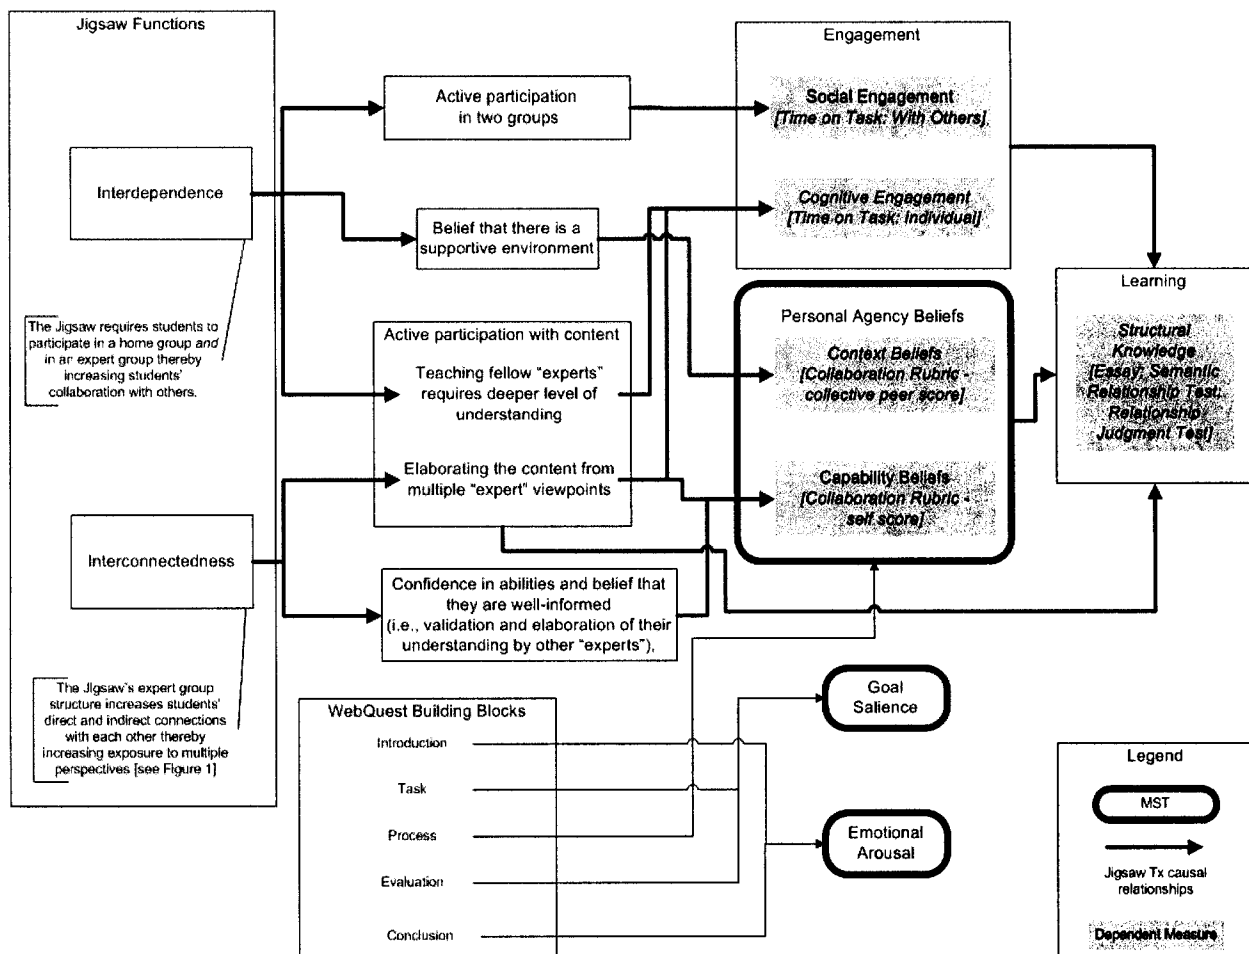 Jigsaw Functions
Interdependence
The Jigsaw requires students to
participate in a home group and
in an expert group thereby
increasing students'
collaboration with others.
Interconnectedness
The Jigsaw's expert group
structure increases students'
direct and indirect connections
with each other thereby
increasing exposure to multiple
perspectives [see Figure 1]
Active participation
in two groups
Belief that there is a
supportive environment
Active participation with content
Teaching fellow "experts"
requires deeper level of
understanding
Elaborating the content from
multiple "expert" viewpoints
Confidence in abilities and belief that
they are well-informed
(i.e., validation and elaboration of their
understanding by other "experts"),
WebQuest Building Blocks
Introduction
Task
Process
Evaluation
Conclusion
Engagement
Social Engagement
[Time on Task: With Others]
Cognitive Engagement
[Time on Task: Individual]
Personal Agency Beliefs
Context Beliefs
[Collaboration Rubric -
collective peer score]
Capability Beliefs
[Collaboration Rubric -
self score]
Goal
Salience
Emotional
Arousal
Learning
Structural
Knowledge
[Essay; Semantic
Relationship Test;
Relationship
Judgment Test]
Legend
MST
Jigsaw Tx causal
relationships
Dependent Measure